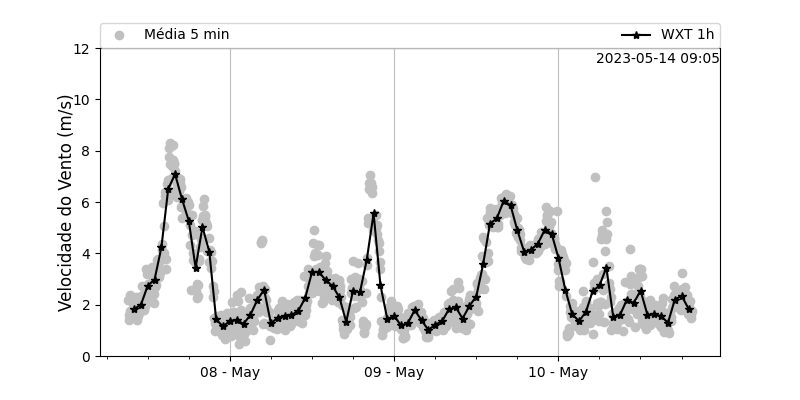 Média 5 min
WXT 1h
2023-05-14 09:05
Velocidade do Vento (m/s)
12
10
8
6
4
2
0
08 - May
09 - May
10 - May